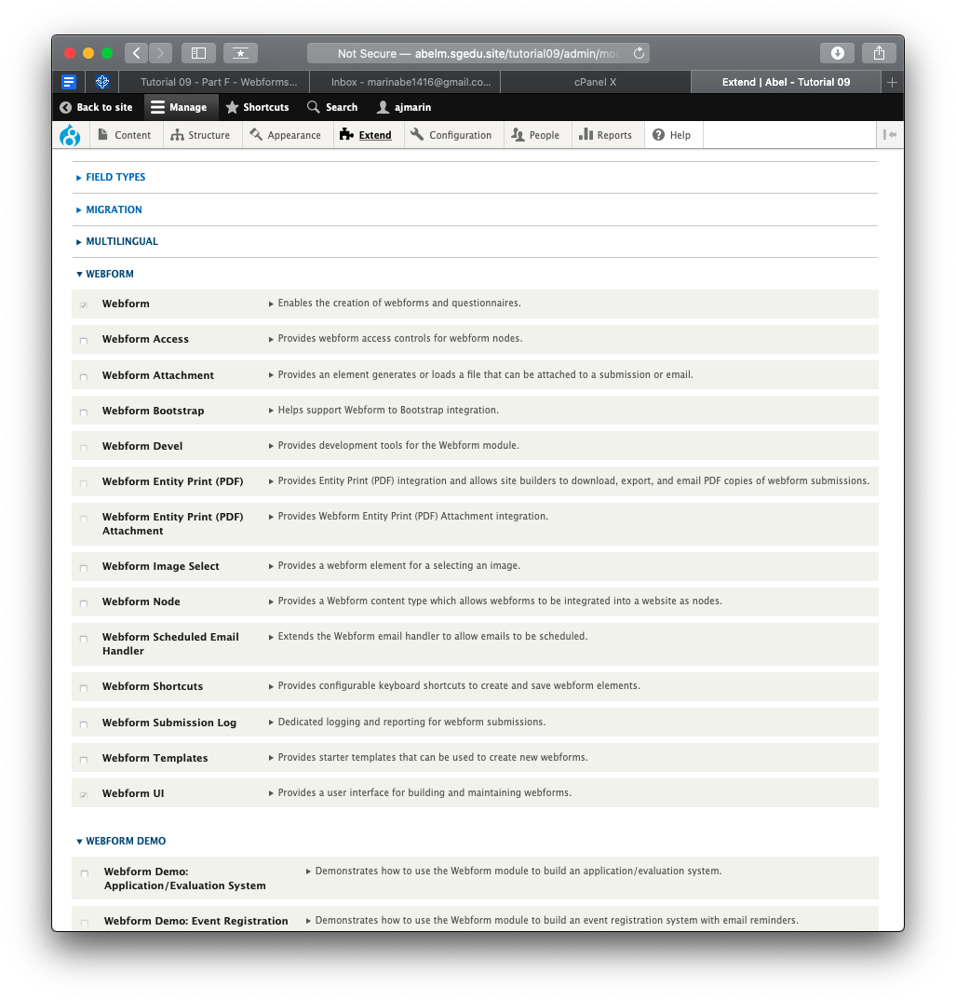 Not Secure — abelm.sgedu.site/tutorial09/admin/mo
Tutorial 09 - Part F - Webforms...
Inbox - marinabe1416@gmail.co...
cPanel X
Extend | Abel - Tutorial 09
Back to site
Manage
Shortcuts
Search
ajmarin
Content
Structure
Appearance
Extend
Configuration
People
Reports
Help
FIELD TYPES
MIGRATION
MULTILINGUAL
WEBFORM
Webform
Enables the creation of webforms and questionnaires.
Webform Access
Provides webform access controls for webform nodes.
Webform Attachment
Provides an element generates or loads a file that can be attached to a submission or email.
Webform Bootstrap
Helps support Webform to Bootstrap integration.
Webform Devel
Provides development tools for the Webform module.
Webform Entity Print (PDF)
Provides Entity Print (PDF) integration and allows site builders to download, export, and email PDF copies of webform submissions.
Webform Entity Print (PDF)
Attachment
Provides Webform Entity Print (PDF) Attachment integration.
Webform Image Select
Provides a webform element for a selecting an image.
Webform Node
Provides a Webform content type which allows webforms to be integrated into a website as nodes.
Webform Scheduled Email
Handler
Extends the Webform email handler to allow emails to be scheduled.
Webform Shortcuts
Provides configurable keyboard shortcuts to create and save webform elements.
Webform Submission Log
Dedicated logging and reporting for webform submissions.
Webform Templates
Provides starter templates that can be used to create new webforms.
Webform UI
Provides a user interface for building and maintaining webforms.
WEBFORM DEMO
Webform Demo:
Application/Evaluation System
Demonstrates how to use the Webform module to build an application/evaluation system.
Webform Demo: Event Registration
Demonstrates how to use the Webform module to build an event registration system with email reminders.